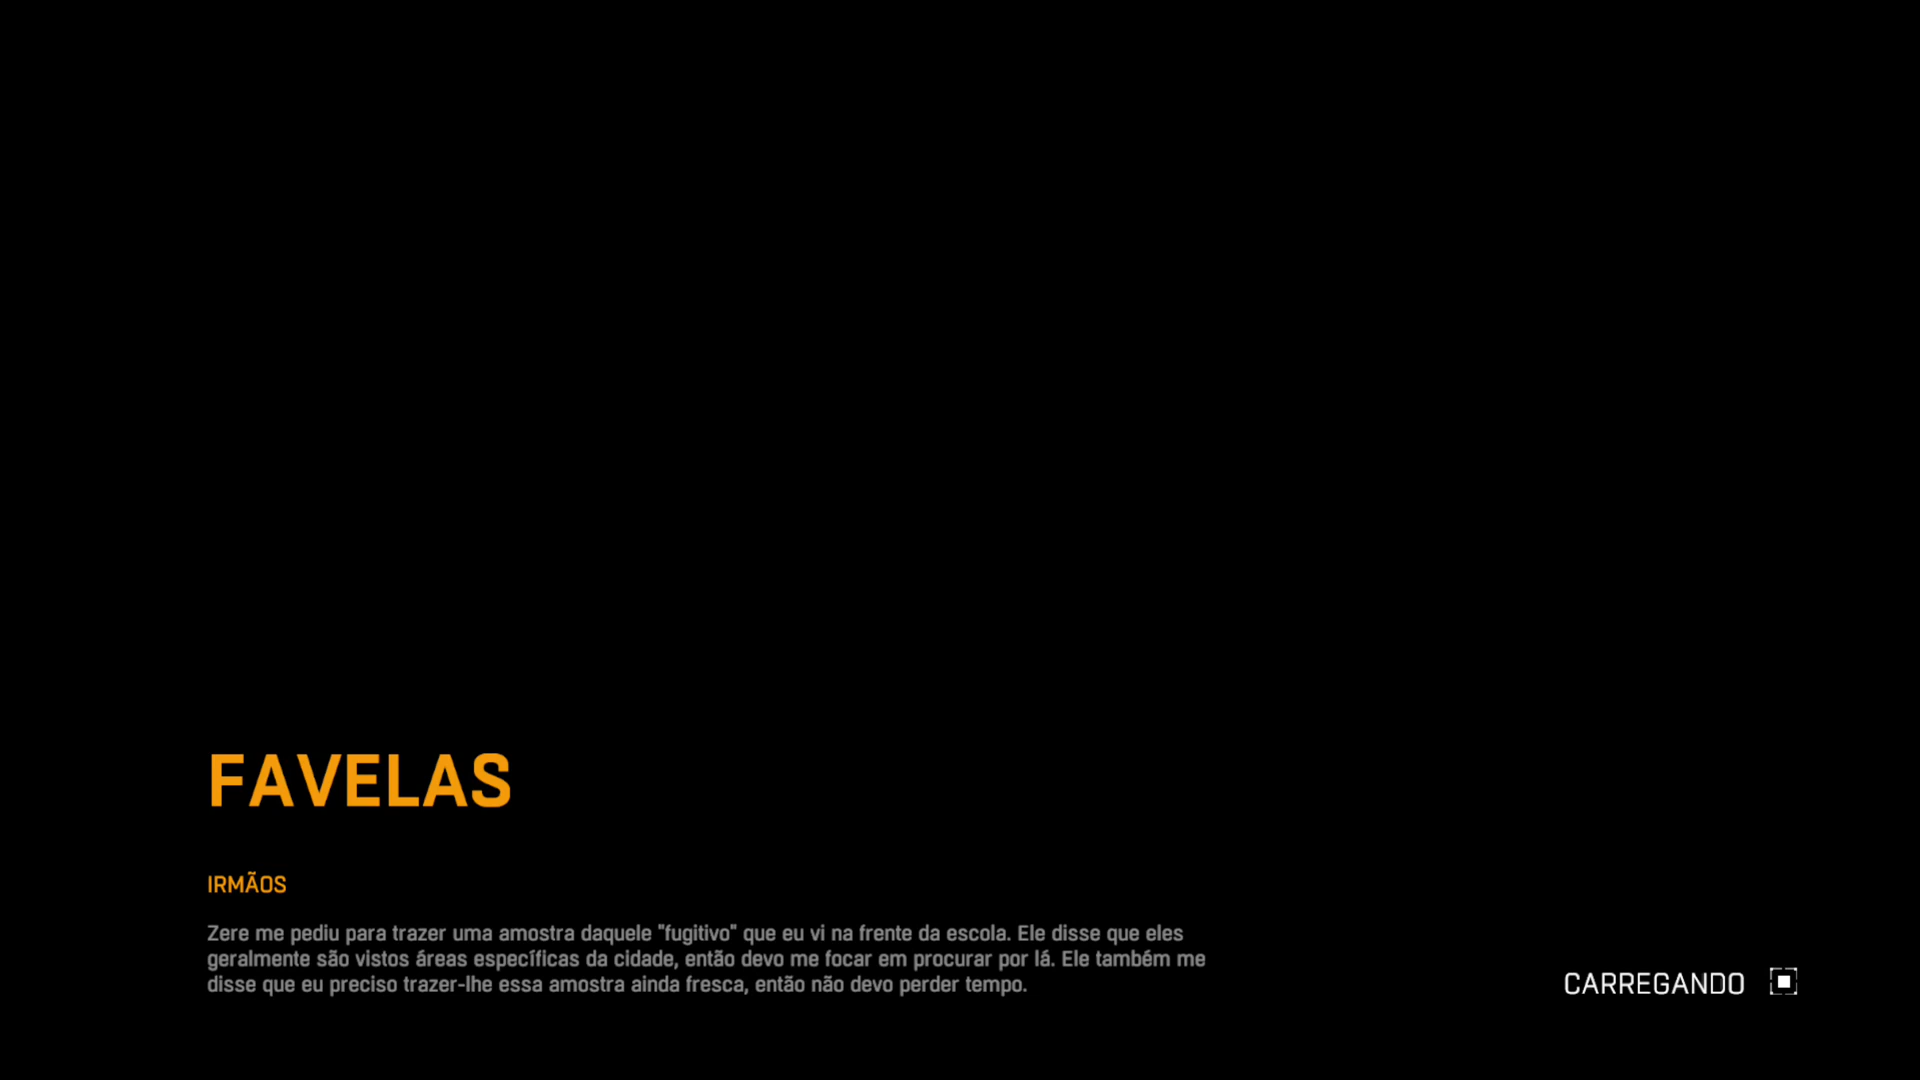 FAVELAS
IRMÃOS
Zere me pediu para trazer uma amostra daquele "fugitivo" que eu vi na frente da escola. Ele disse que eles
geralmente são vistos áreas específicas da cidade, então devo me focar em procurar por lá. Ele também me
disse que eu preciso trazer-lhe essa amostra ainda fresca, então não devo perder tempo.
CARREGANDO